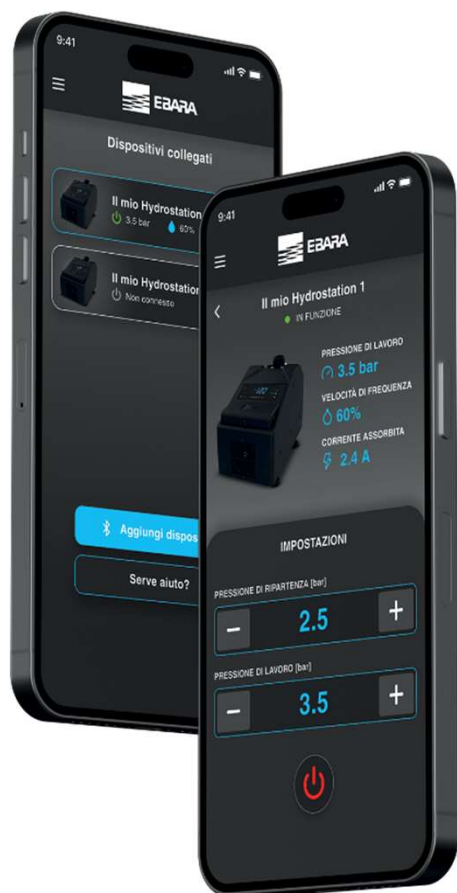 9:41
EBARA
Dispositivi collegati
Il mio Hydrostation
3.5 bar 60%
Il mio Hydrostation
Non connesso
Aggiungi dispos
Serve aiuto?
9:41
EBARA
Il mio Hydrostation 1
IN FUNZIONE
PRESSIONE DI LAVORO
3.5 bar
VELOCITÀ DI FREQUENZA
60%
CORRENTE ASSORBITA
2.4 A
IMPOSTAZIONI
PRESSIONE DI RIPARTENZA [bar]
− 2.5 +
PRESSIONE DI LAVORO [bar]
− 3.5 +